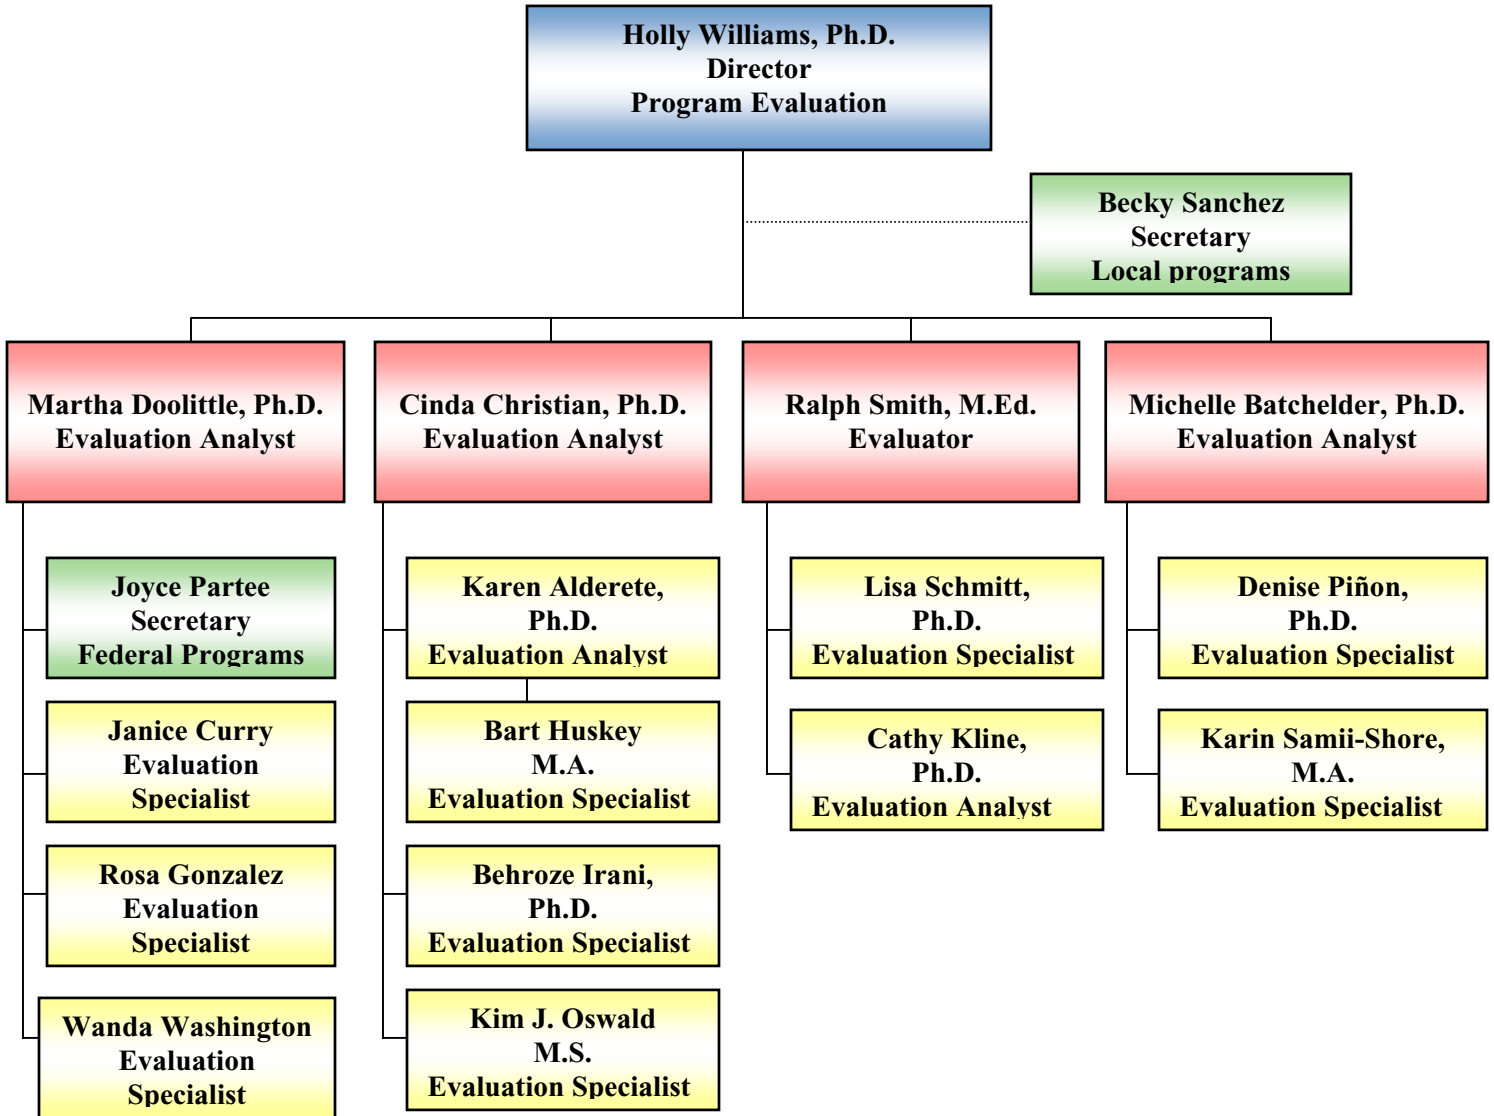 Holly Williams, Ph.D.
Director
Program Evaluation
Becky Sanchez
Secretary
Local programs
Martha Doolittle, Ph.D.
Evaluation Analyst
Cinda Christian, Ph.D.
Evaluation Analyst
Ralph Smith, M.Ed.
Evaluator
Michelle Batchelder, Ph.D.
Evaluation Analyst
Joyce Partee
Secretary
Federal Programs
Janice Curry
Evaluation
Specialist
Rosa Gonzalez
Evaluation
Specialist
Wanda Washington
Evaluation
Specialist
Karen Alderete,
Ph.D.
Evaluation Analyst
Bart Huskey
M.A.
Evaluation Specialist
Behroze Irani,
Ph.D.
Evaluation Specialist
Kim J. Oswald
M.S.
Evaluation Specialist
Lisa Schmitt,
Ph.D.
Evaluation Specialist
Cathy Kline,
Ph.D.
Evaluation Analyst
Denise Piñon,
Ph.D.
Evaluation Specialist
Karin Samii-Shore,
M.A.
Evaluation Specialist